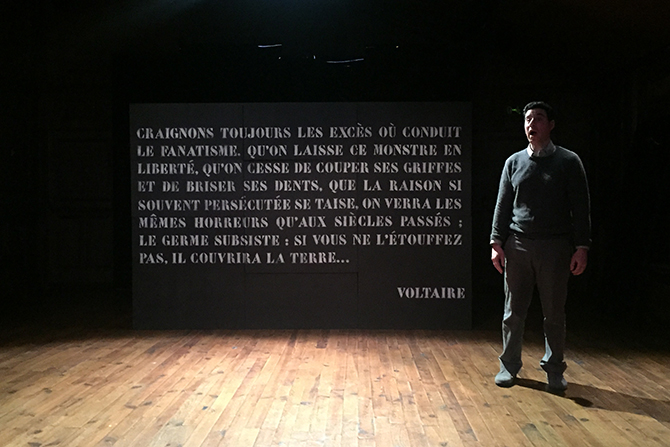 CRAIGNONS TOUJOURS LES EXCÈS OÙ CONDUIT
LE FANATISME. QU'ON LAISSE CE MONSTRE EN
LIBERTÉ, QU'ON CESSE DE COUPER SES GRIFFES
ET DE BRISER SES DENTS, QUE LA RAISON SI
SOUVENT PERSÉCUTÉE SE TAISE, ON VERRA LES
MÊMES HORREURS QU'AUX SIÈCLES PASSÉS ;
LE GERME SUBSISTE : SI VOUS NE L'ÉTOUFFEZ
PAS, IL COUVRIRA LA TERRE...
VOLTAIRE